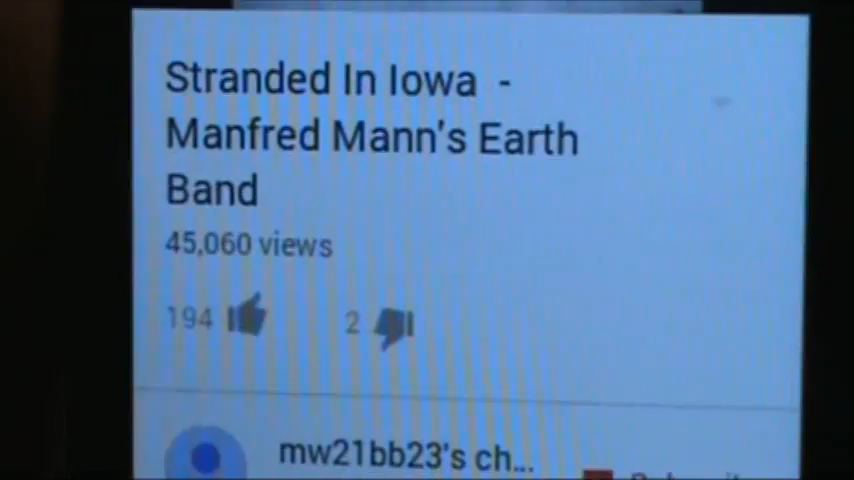 Stranded In Iowa -
Manfred Mann's Earth
Band
45,060 views
194 2
mw21bb23's ch...